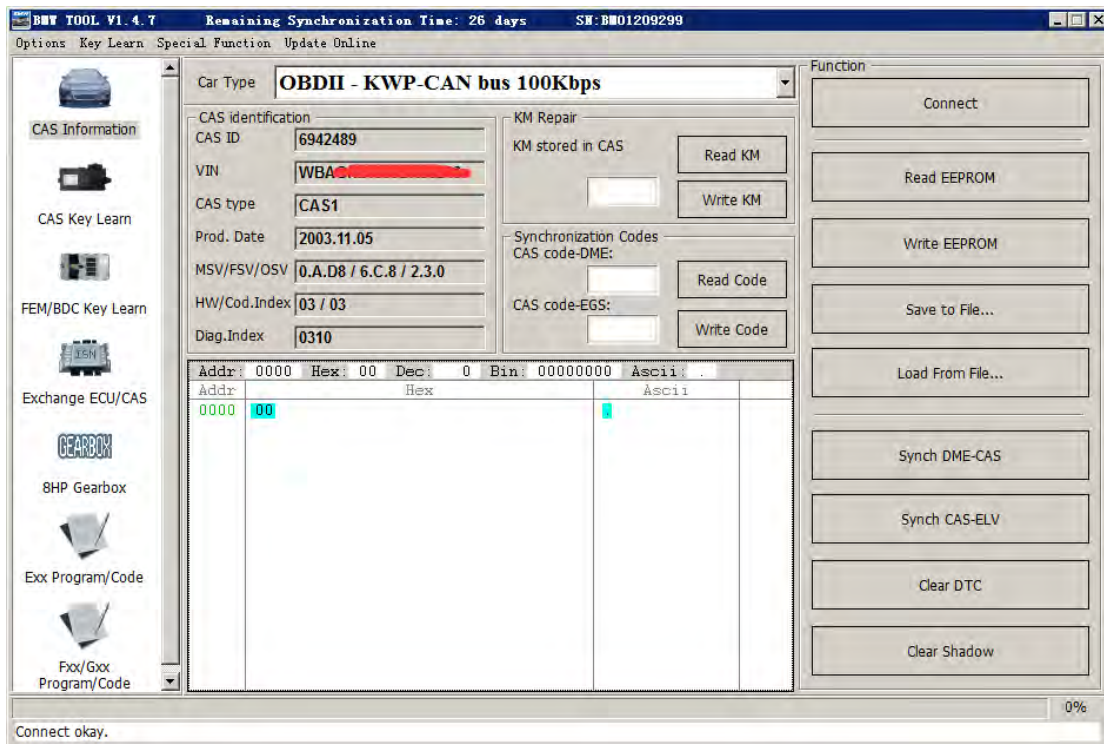 BMW TOOL V1.4.7 Remaining Synchronization Time: 26 days SN:BM01209299
Options Key Learn Special Function Update Online
CAS Information
CAS Key Learn
FEM/BDC Key Learn
ISN
Exchange ECU/CAS
GEARBOX
8HP Gearbox
Exx Program/Code
Fxx/Gxx
Program/Code
Car Type OBDII - KWP-CAN bus 100Kbps
CAS identification
CAS ID 6942489
VIN WBA
CAS type CAS1
Prod. Date 2003.11.05
MSV/FSV/OSV 0.A.D8 / 6.C.8 / 2.3.0
HW/Cod.Index 03 / 03
Diag.Index 0310
KM Repair
KM stored in CAS
Read KM
Write KM
Synchronization Codes
CAS code-DME:
Read Code
CAS code-EGS:
Write Code
Addr: 0000 Hex: 00 Dec: 0 Bin: 00000000 Ascii: .
Addr Hex Ascii
0000 00 .
Function
Connect
Read EEPROM
Write EEPROM
Save to File...
Load From File...
Synch DME-CAS
Synch CAS-ELV
Clear DTC
Clear Shadow
0%
Connect okay.